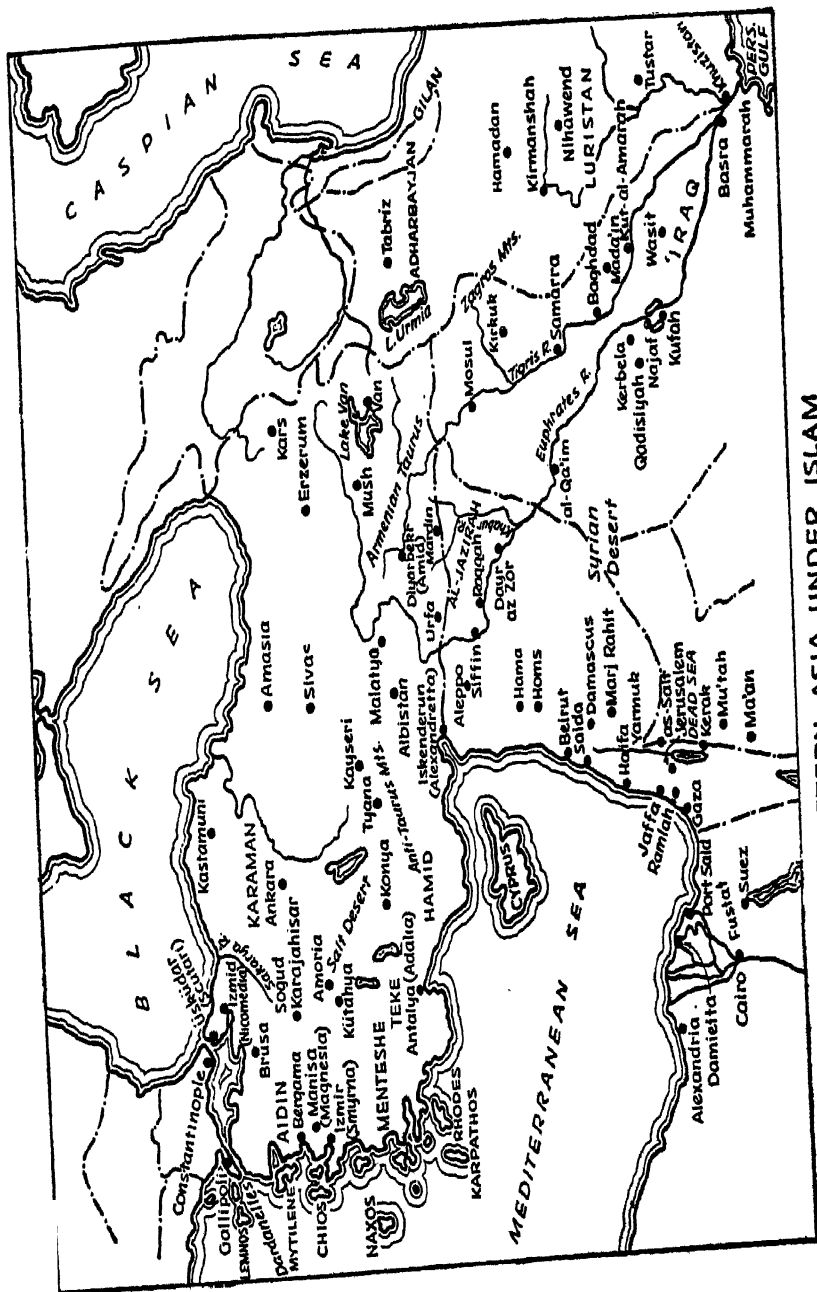 CASPIAN SEA
BLACK SEA
Constantinople
Üsküdar
(Scutari)
Izmid
(Nicomedia)
Sakarya R.
Kastamuni
Gallipoli
LEMNOS
Dardanelles
Brusa
Sogud
Karajahisar
KARAMAN
Ankara
Amasia
Sivas
Kars
Erzerum
MYTILENE
AIDIN
Bergama
Manisa
(Magnesia)
CHIOS
Izmir
(Smyrna)
Amoria
Kütahya
Salt Desert
Kayseri
Tyana
Konya
Anti-Taurus Mts.
HAMID
MENTESHE
TEKE
Antalya (Adalia)
NAXOS
RHODES
KARPATHOS
Malatya
Albistan
Iskenderun
(Alexandretta)
Lake Van
Van
Mush
Armenian Taurus
Diyarbekr
(Amid)
Mardin
Urfa
AL-JAZIRAH
Khabur R.
Raqqah
Dayr
az Zor
Tabriz
ADHARBAYJAN
L. Urmia
GILAN
Zagros Mts.
Mosul
Kirkuk
Tigris R.
Samarra
Hamadan
Kirmanshah
Nihawend
LURISTAN
Tustar
Khuzistan
PERS.
GULF
Baghdad
Mada'in
Kut-al-Amarah
Wasit
'IRAQ
Basra
Muhammarah
Euphrates R.
al-Qa'im
Kerbela
Qadisiyah
Najaf
Kufah
Syrian
Desert
Aleppo
Siffin
Hama
Homs
CYPRUS
MEDITERRANEAN SEA
Beirut
Saida
Damascus
Marj Rahit
Haifa
Yarmuk
as-Salt
Jerusalem
DEAD SEA
Kerak
Mu'tah
Ma'an
Jaffa
Ramlah
Gaza
Port Said
Suez
Fustat
Cairo
Alexandria
Damietta
ASIA UNDER ISLAM